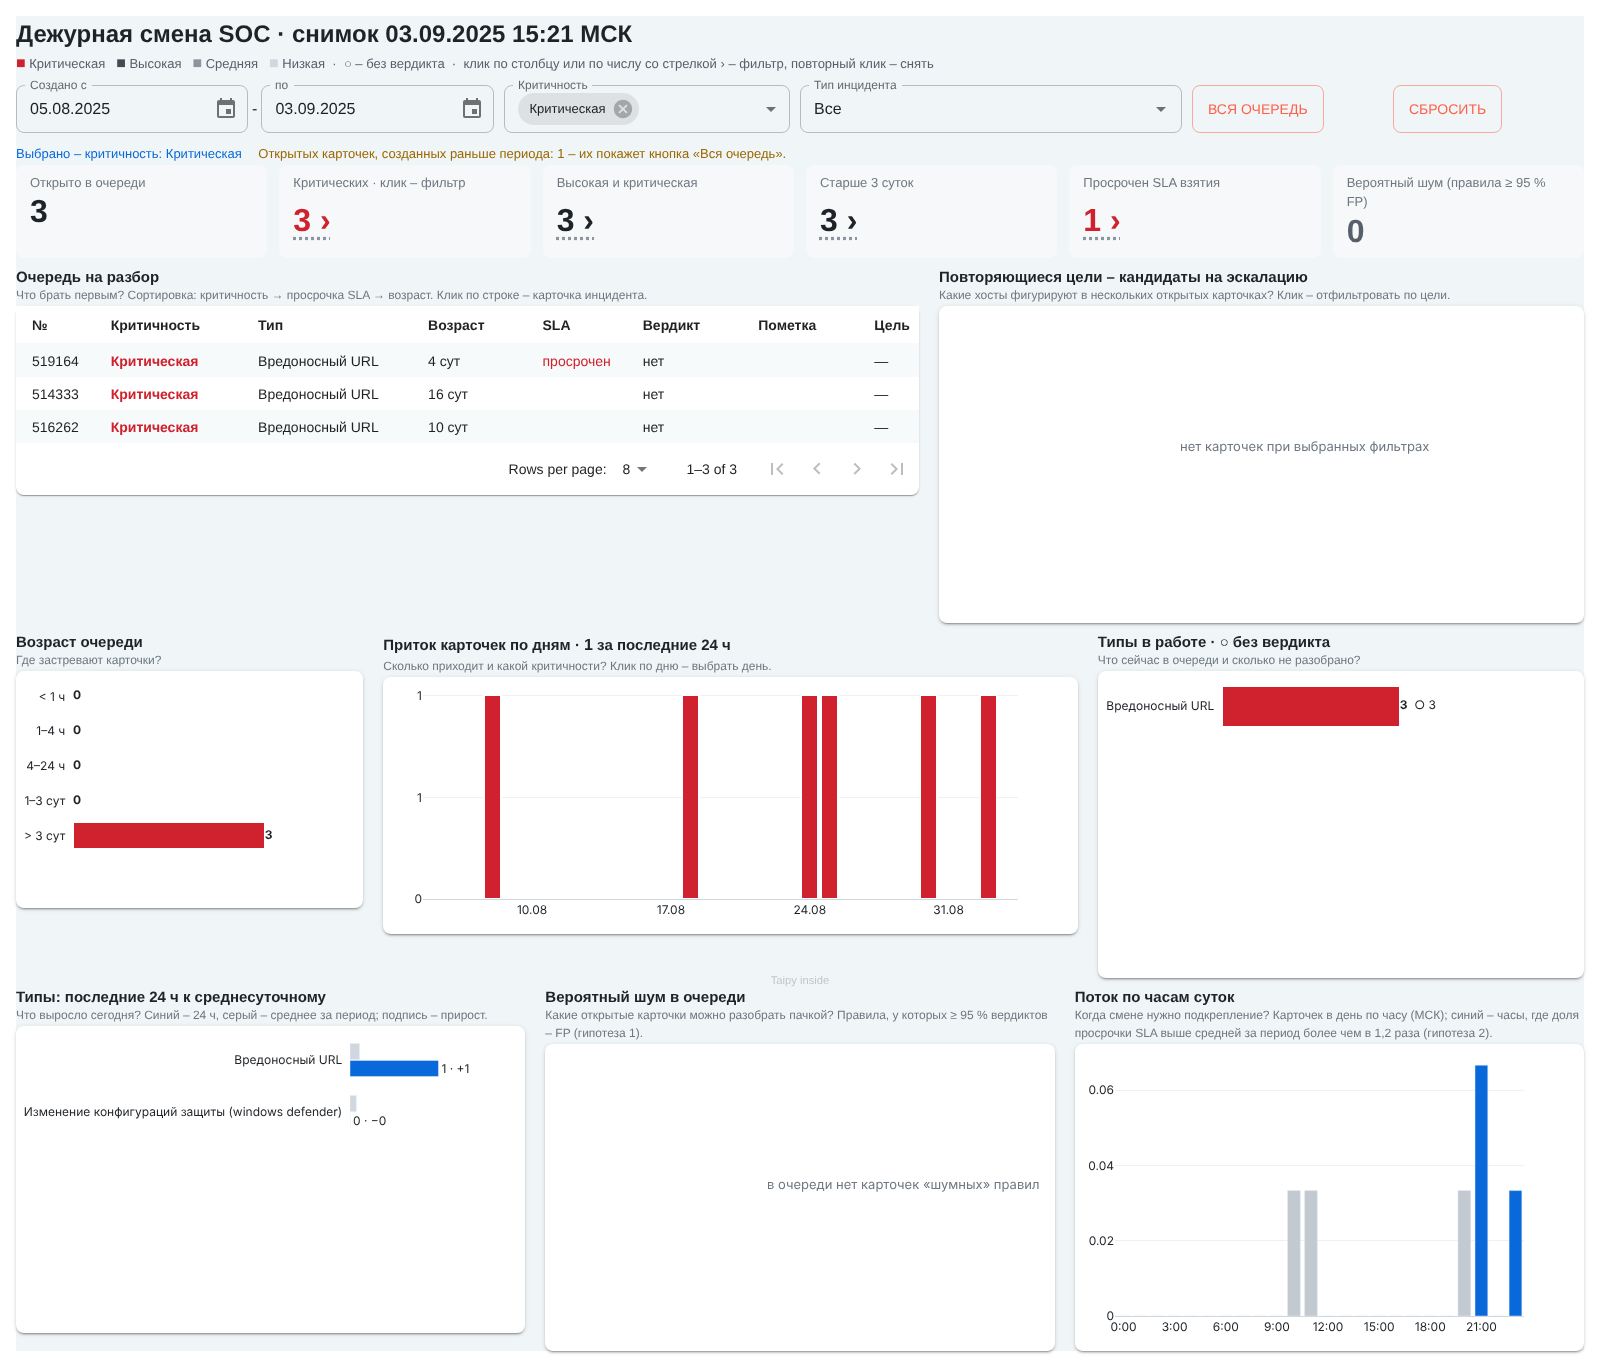 Дежурная смена SOC · снимок 03.09.2025 15:21 МСК
Критическая Высокая Средняя Низкая · ○ – без вердикта · клик по столбцу или по числу со стрелкой › – фильтр, повторный клик – снять
Создано с по Критичность Тип инцидента
05.08.2025 - 03.09.2025 Критическая Все ВСЯ ОЧЕРЕДЬ СБРОСИТЬ
Выбрано – критичность: Критическая Открытых карточек, созданных раньше периода: 1 – их покажет кнопка «Вся очередь».
Открыто в очереди
3
Критических · клик – фильтр
3 ›
Высокая и критическая
3 ›
Старше 3 суток
3 ›
Просрочен SLA взятия
1 ›
Вероятный шум (правила ≥ 95 %
FP)
0
Очередь на разбор
Что брать первым? Сортировка: критичность → просрочка SLA → возраст. Клик по строке – карточка инцидента.
№ Критичность Тип Возраст SLA Вердикт Пометка Цель
519164 Критическая Вредоносный URL 4 сут просрочен нет —
514333 Критическая Вредоносный URL 16 сут нет —
516262 Критическая Вредоносный URL 10 сут нет —
Rows per page: 8 1–3 of 3
Повторяющиеся цели – кандидаты на эскалацию
Какие хосты фигурируют в нескольких открытых карточках? Клик – отфильтровать по цели.
нет карточек при выбранных фильтрах
Возраст очереди
Где застревают карточки?
< 1 ч 0
1–4 ч 0
4–24 ч 0
1–3 сут 0
> 3 сут 3
Приток карточек по дням · 1 за последние 24 ч
Сколько приходит и какой критичности? Клик по дню – выбрать день.
1
1
0
10.08 17.08 24.08 31.08
Типы в работе · ○ без вердикта
Что сейчас в очереди и сколько не разобрано?
Вредоносный URL 3 ○ 3
Taipy inside
Типы: последние 24 ч к среднесуточному
Что выросло сегодня? Синий – 24 ч, серый – среднее за период; подпись – прирост.
Вредоносный URL 1 · +1
Изменение конфигураций защиты (windows defender) 0 · −0
Вероятный шум в очереди
Какие открытые карточки можно разобрать пачкой? Правила, у которых ≥ 95 % вердиктов
– FP (гипотеза 1).
в очереди нет карточек «шумных» правил
Поток по часам суток
Когда смене нужно подкрепление? Карточек в день по часу (МСК); синий – часы, где доля
просрочки SLA выше средней за период более чем в 1,2 раза (гипотеза 2).
0.06
0.04
0.02
0
0:00 3:00 6:00 9:00 12:00 15:00 18:00 21:00